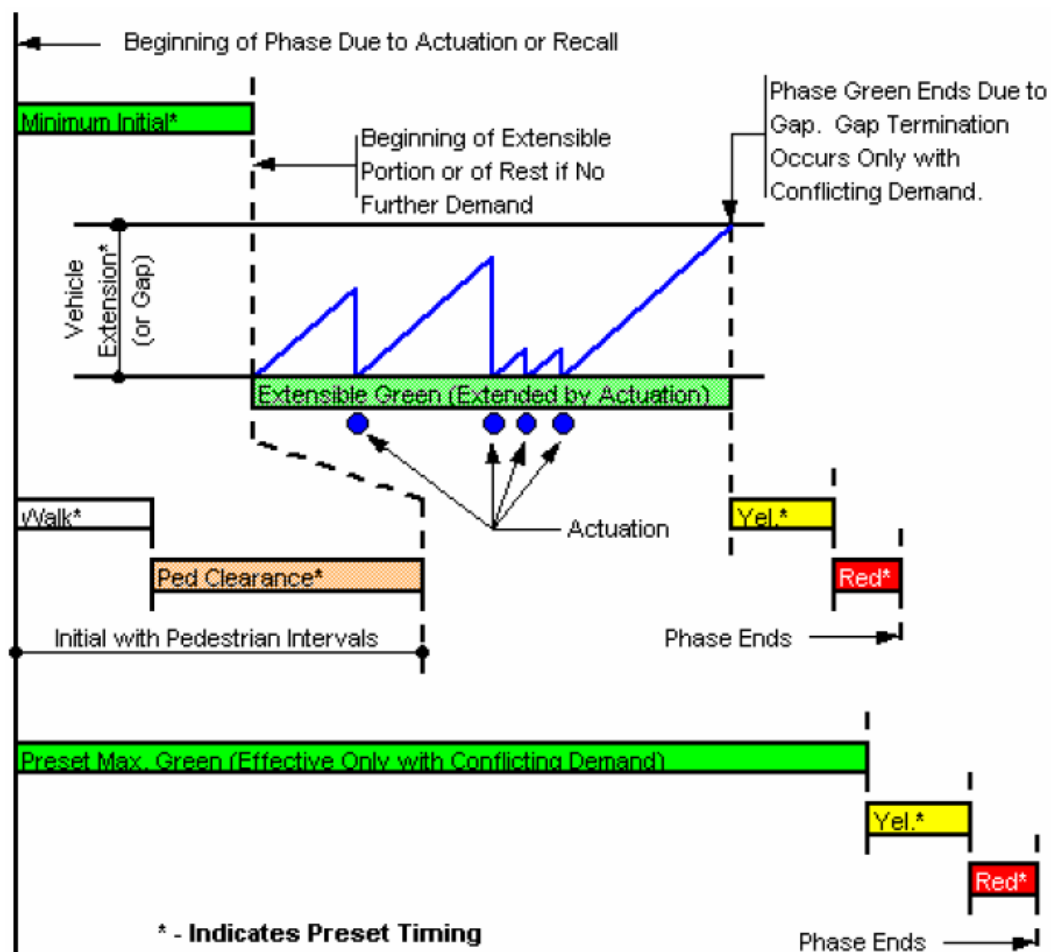 Beginning of Phase Due to Actuation or Recall
Minimum Initial*
Beginning of Extensible
Portion or of Rest if No
Further Demand
Phase Green Ends Due to
Gap. Gap Termination
Occurs Only with
Conflicting Demand.
Vehicle
Extension*
(or Gap)
Extensible Green (Extended by Actuation)
Actuation
Walk*
Yel.*
Ped Clearance*
Red*
Initial with Pedestrian Intervals
Phase Ends
Preset Max. Green (Effective Only with Conflicting Demand)
Yel.*
Red*
* - Indicates Preset Timing
Phase Ends